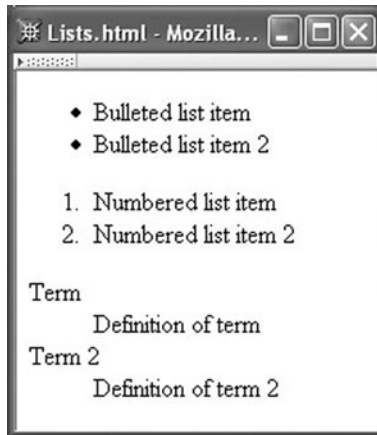 Lists.html - Mozilla...
• Bulleted list item
• Bulleted list item 2
1. Numbered list item
2. Numbered list item 2
Term
Definition of term
Term 2
Definition of term 2